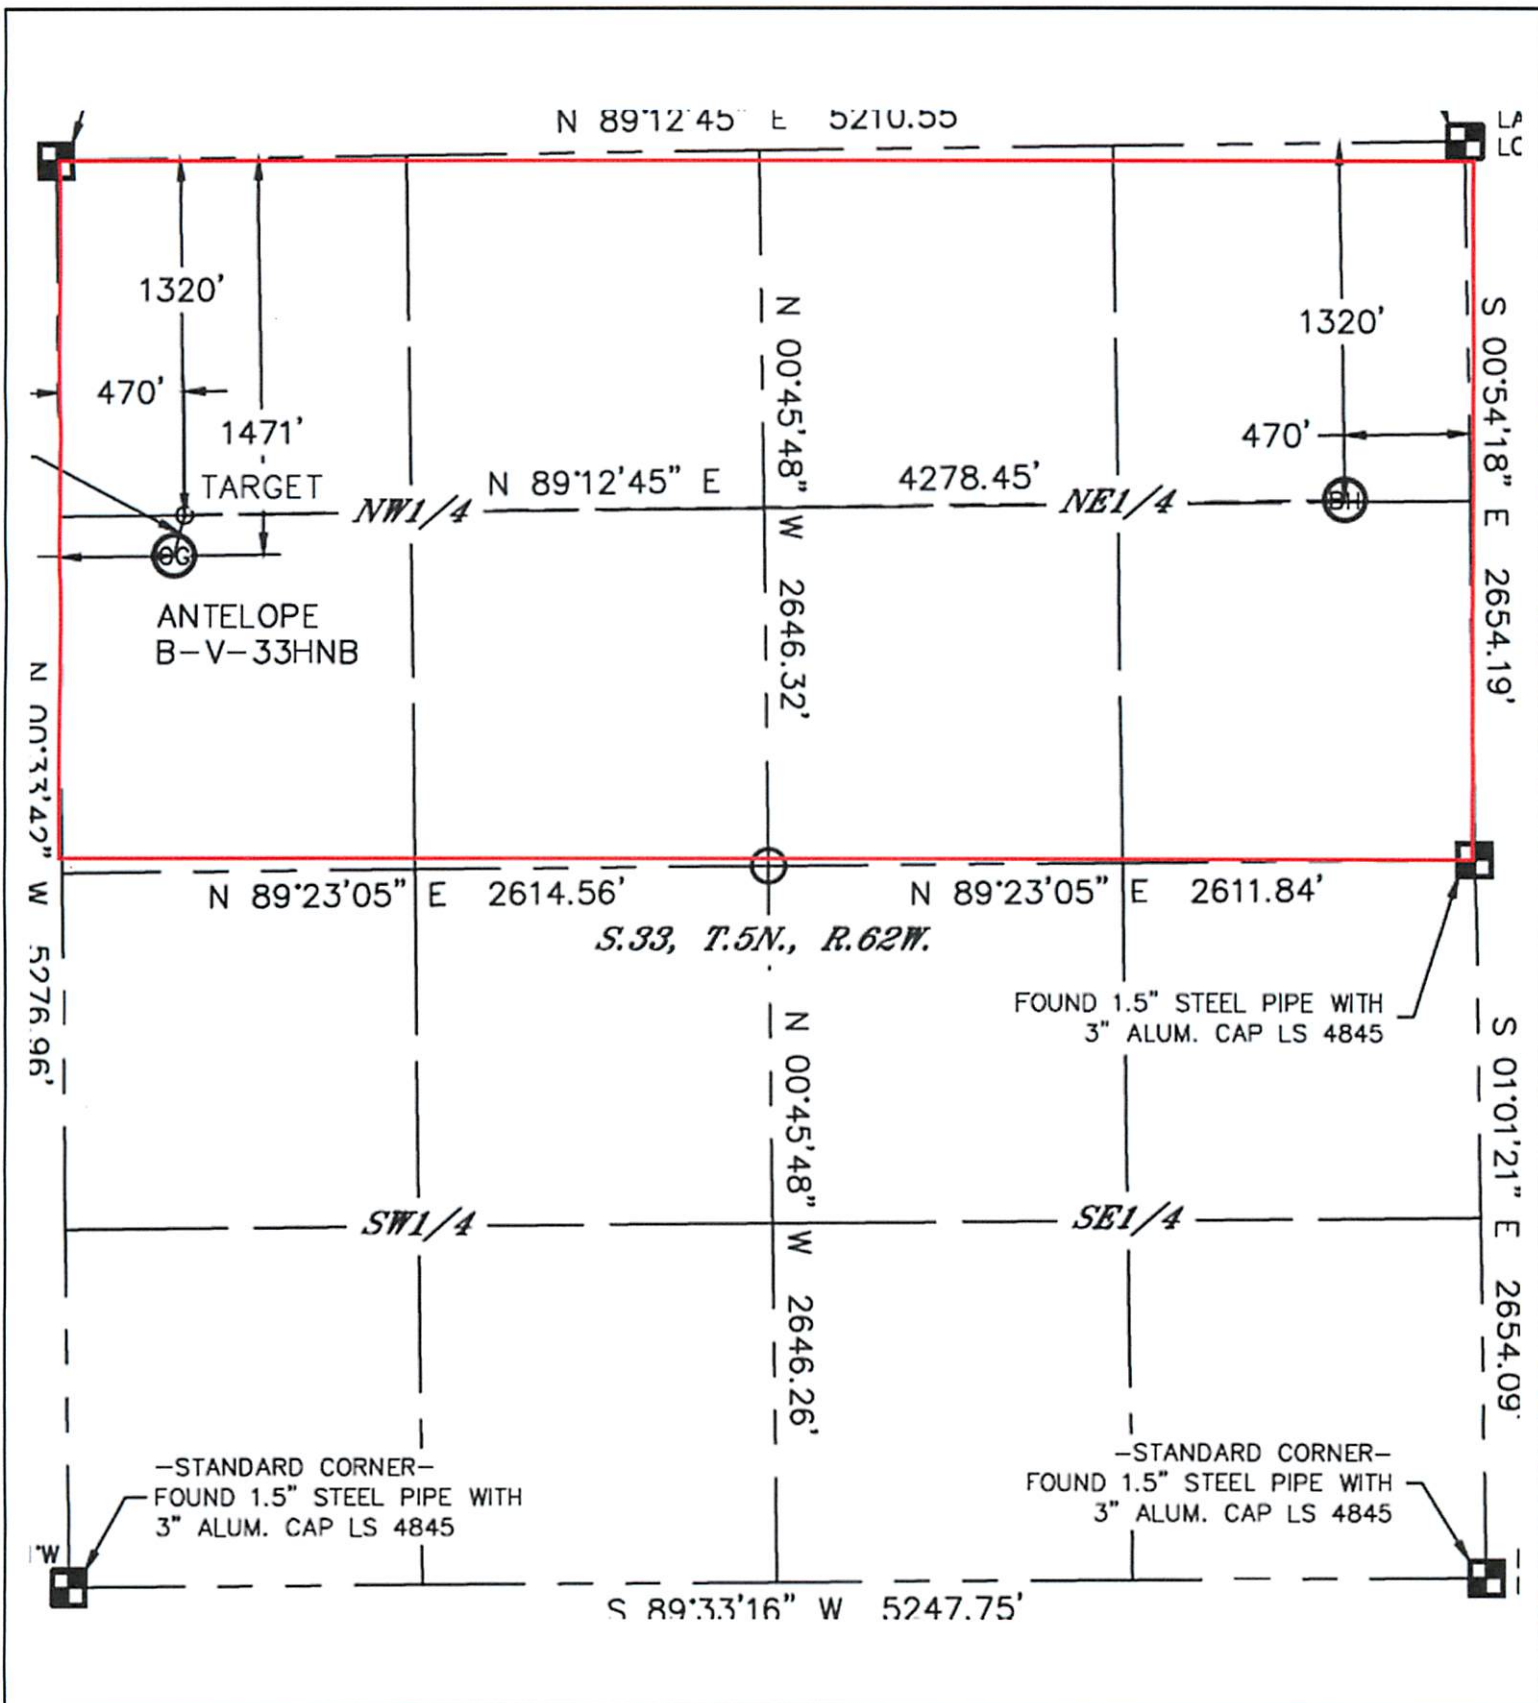 N 89°12'45" E 5210.55
LA
LC
1320'
470'
1471'
TARGET
N 89°12'45" E 4278.45'
NW1/4
NE1/4
1320'
470'
BH
ANTELOPE
B-V-33HNB
N 00°45'48" W 2646.32'
S 00°54'18" E 2654.19'
N 00°33'42" W 5276.96'
N 89°23'05" E 2614.56'
N 89°23'05" E 2611.84'
S.33, T.5N., R.62W.
FOUND 1.5" STEEL PIPE WITH
3" ALUM. CAP LS 4845
N 00°45'48" W 2646.26'
S 01°01'21" E 2654.09'
SW1/4
SE1/4
-STANDARD CORNER-
FOUND 1.5" STEEL PIPE WITH
3" ALUM. CAP LS 4845
-STANDARD CORNER-
FOUND 1.5" STEEL PIPE WITH
3" ALUM. CAP LS 4845
"W
S 89°33'16" W 5247.75'